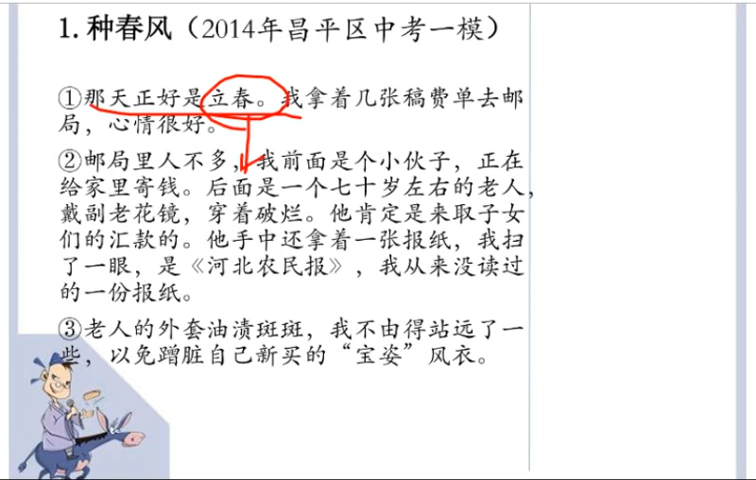 1. 种春风（2014年昌平区中考一模）
①那天正好是立春。我拿着几张稿费单去邮
局，心情很好。
②邮局里人不多，我前面是个小伙子，正在
给家里寄钱。后面是一个七十岁左右的老人，
戴副老花镜，穿着破烂。他肯定是来取子女
们的汇款的。他手中还拿着一张报纸，我扫
了一眼，是《河北农民报》，我从来没读过
的一份报纸。
③老人的外套油渍斑斑，我不由得站远了一
些，以免蹭脏自己新买的“宝姿”风衣。